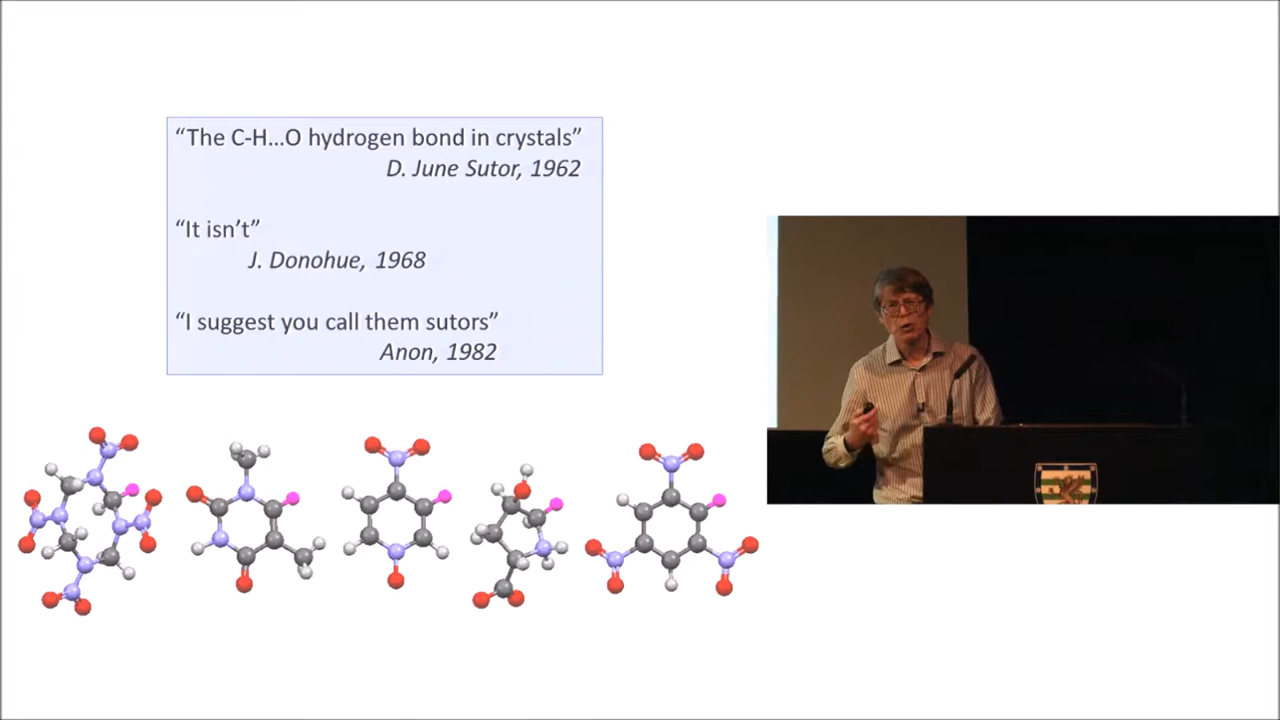 “The C-H…O hydrogen bond in crystals”
D. June Sutor, 1962
“It isn’t”
J. Donohue, 1968
“I suggest you call them sutors”
Anon, 1982